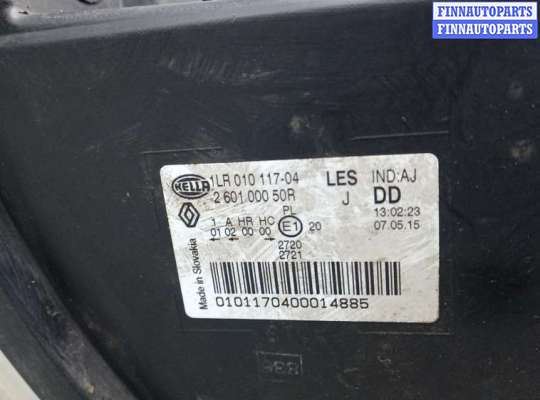 FINNAUTOPARTS
FINNAUTOPARTS
HELLA 1LR 010 117-04 LES IND:AJ
2 601 000 50R J DD
PL 13:02:23
1 A HR HC E1 20 07.05.15
01 02 00 00
2720
2721
Made in Slovakia
0101170400014885